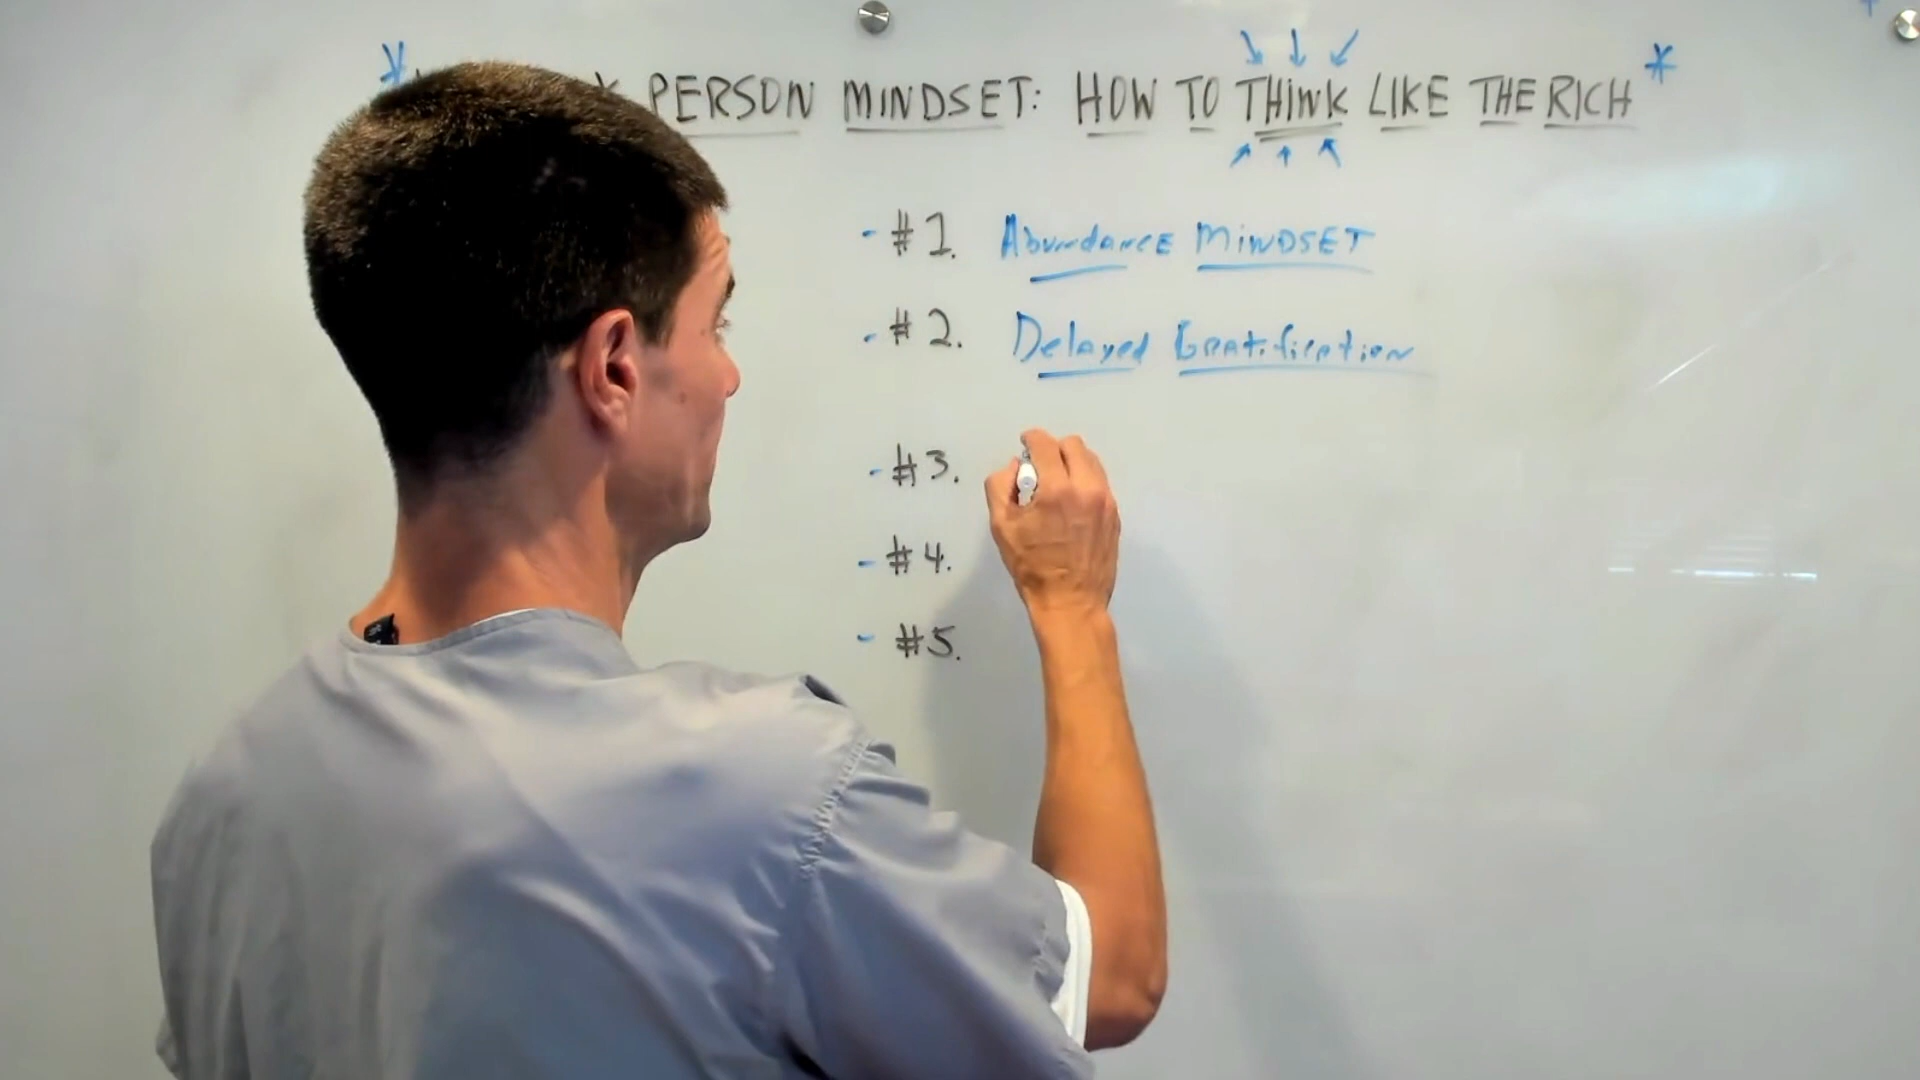 * PERSON MINDSET: HOW TO THINK LIKE THE RICH *
- #1. Abundance MINDSET
- #2. Delayed Gratification
- #3.
- #4.
- #5.